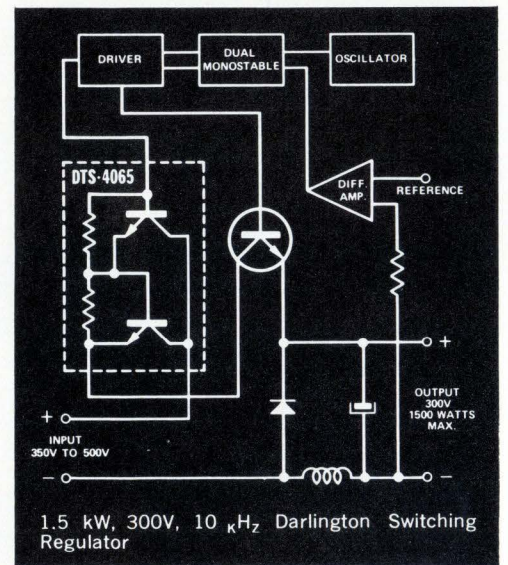 DRIVER
DUAL
MONOSTABLE
OSCILLATOR
DTS-4065
DIFF.
AMP.
REFERENCE
+
+
INPUT
350V TO 500V
-
OUTPUT
300V
1500 WATTS
MAX.
-
1.5 kW, 300V, 10 KHz Darlington Switching
Regulator